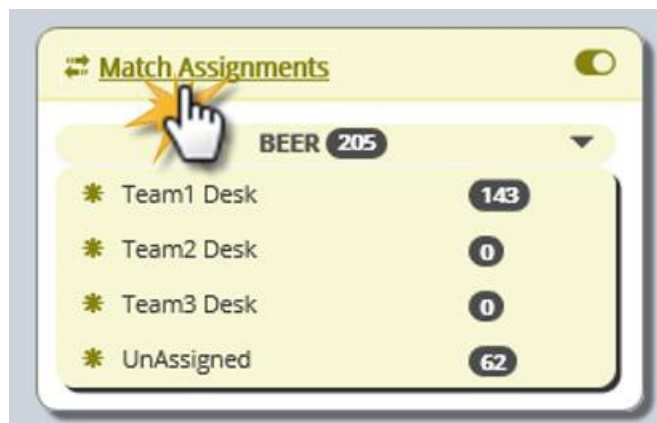 Match Assignments
BEER 205
Team1 Desk 143
Team2 Desk 0
Team3 Desk 0
UnAssigned 62